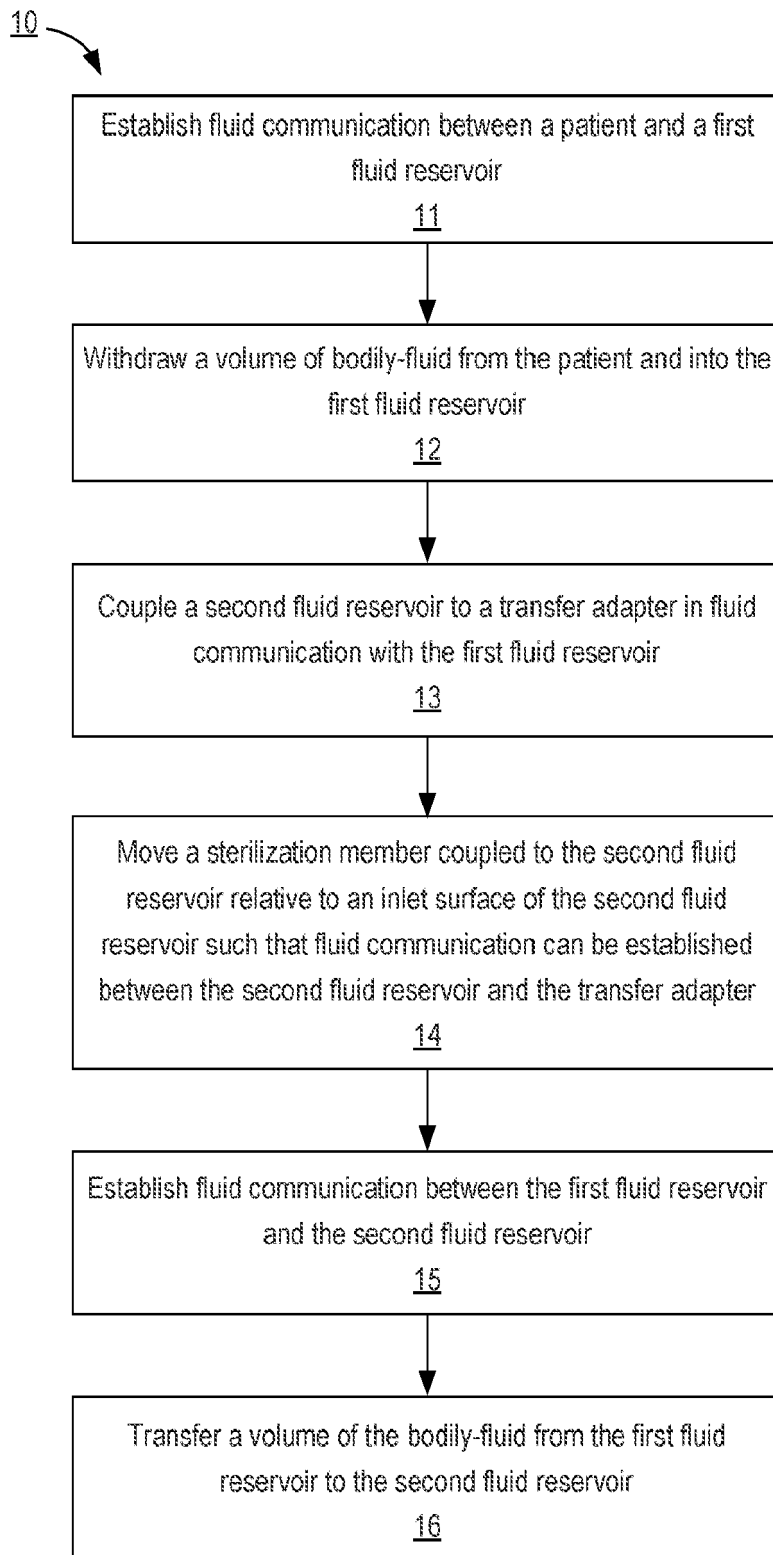 10
Establish fluid communication between a patient and a first
fluid reservoir
11
Withdraw a volume of bodily-fluid from the patient and into the
first fluid reservoir
12
Couple a second fluid reservoir to a transfer adapter in fluid
communication with the first fluid reservoir
13
Move a sterilization member coupled to the second fluid
reservoir relative to an inlet surface of the second fluid
reservoir such that fluid communication can be established
between the second fluid reservoir and the transfer adapter
14
Establish fluid communication between the first fluid reservoir
and the second fluid reservoir
15
Transfer a volume of the bodily-fluid from the first fluid
reservoir to the second fluid reservoir
16